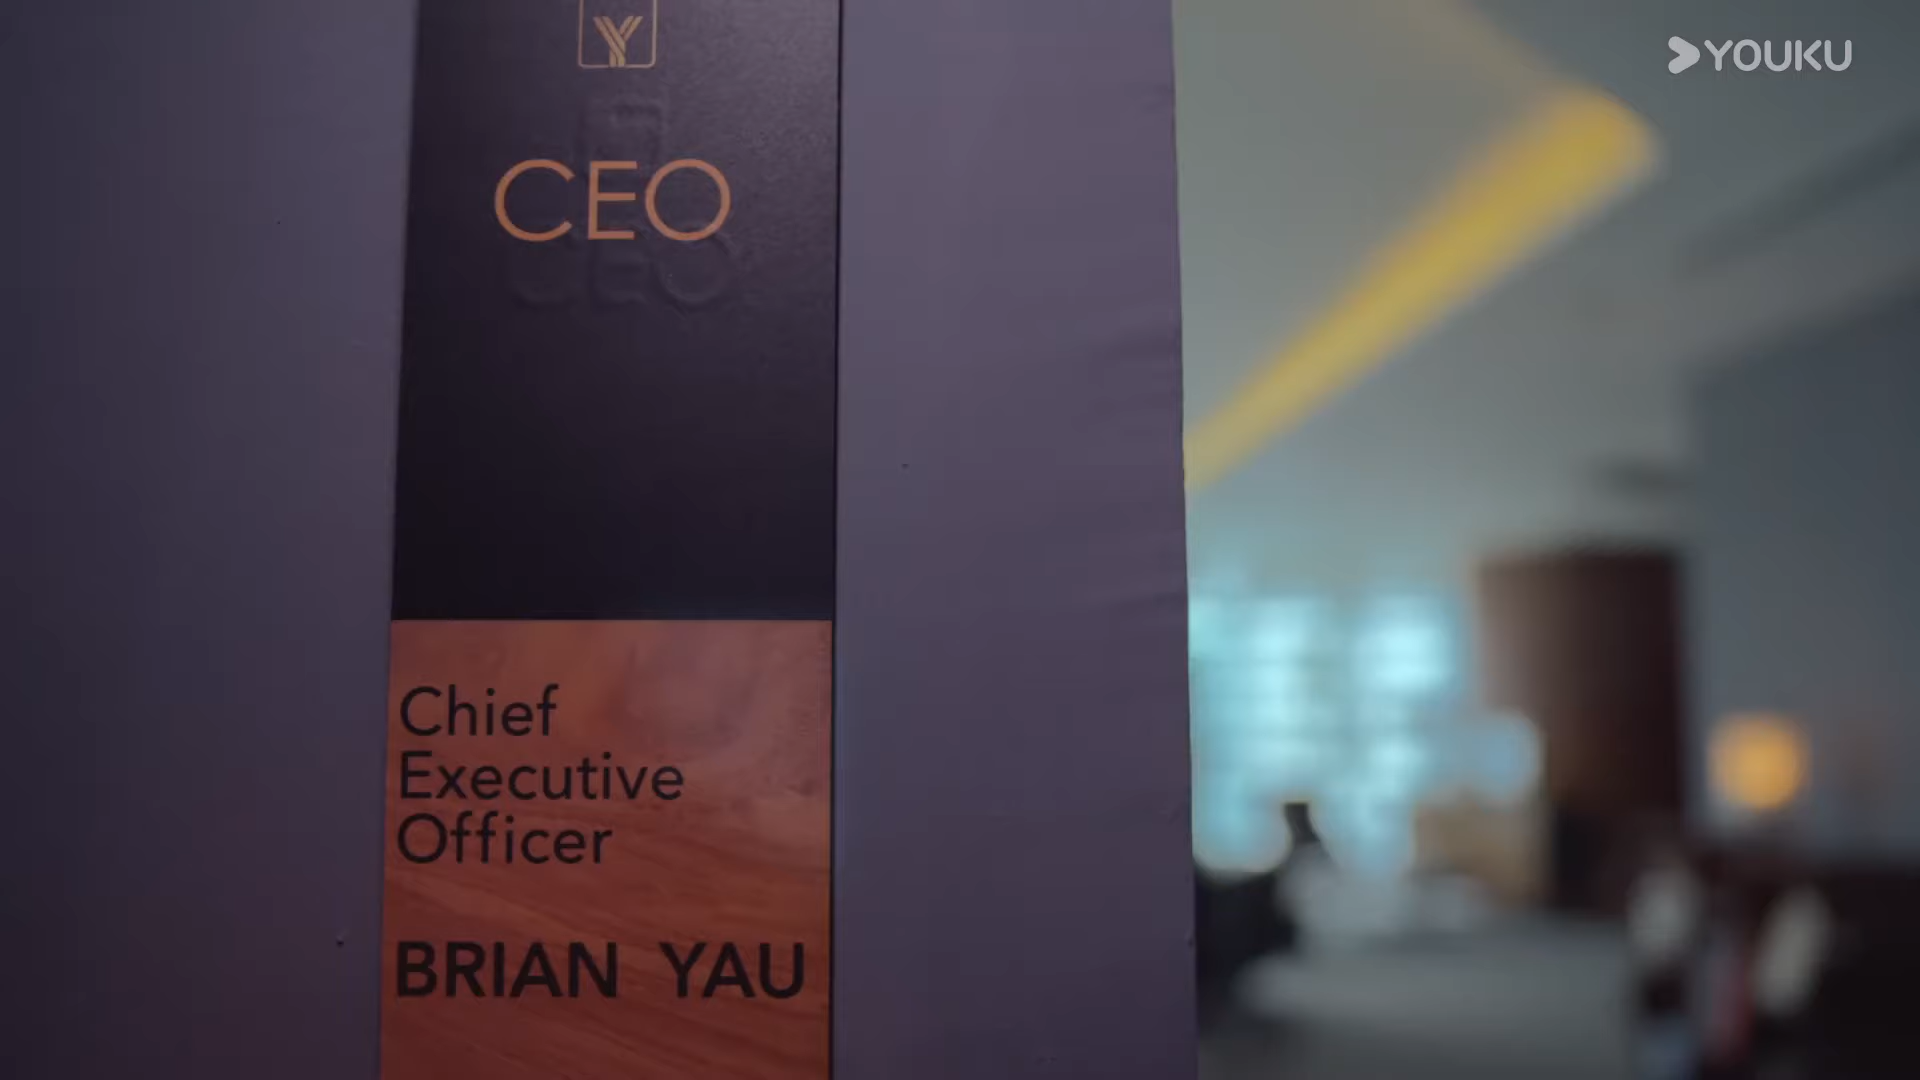 YOUKU
Y
CEO
Chief
Executive
Officer
BRIAN YAU